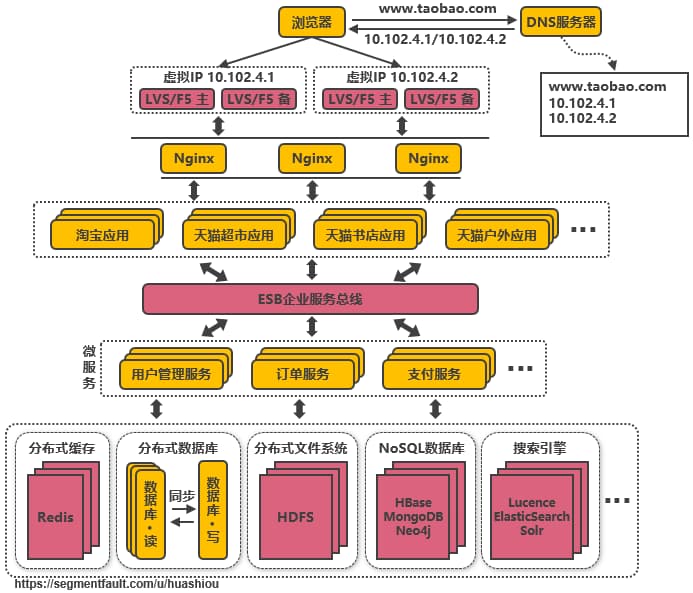 浏览器
www.taobao.com
10.102.4.1/10.102.4.2
DNS服务器
www.taobao.com
10.102.4.1
10.102.4.2
虚拟IP 10.102.4.1
LVS/F5 主
LVS/F5 备
虚拟IP 10.102.4.2
LVS/F5 主
LVS/F5 备
Nginx
Nginx
Nginx
淘宝应用
天猫超市应用
天猫书店应用
天猫户外应用
...
ESB企业服务总线
微服务
用户管理服务
订单服务
支付服务
...
分布式缓存
Redis
分布式数据库
数据库·读
同步
数据库·写
分布式文件系统
HDFS
NoSQL数据库
HBase
MongoDB
Neo4j
搜索引擎
Lucence
ElasticSearch
Solr
...
https://segmentfault.com/u/huashiou